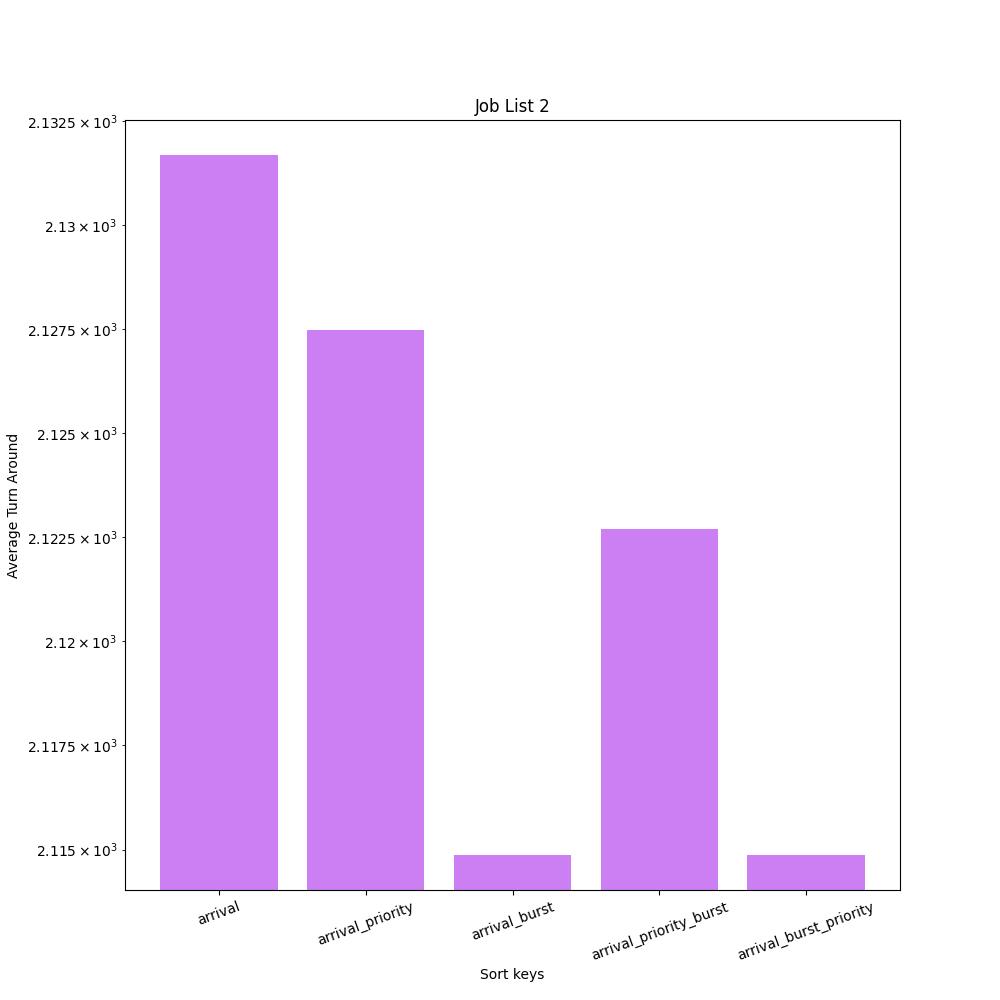 Job List 2
2.1325 × 10³
2.13 × 10³
2.1275 × 10³
2.125 × 10³
2.1225 × 10³
2.12 × 10³
2.1175 × 10³
2.115 × 10³
Average Turn Around
arrival
arrival_priority
arrival_burst
arrival_priority_burst
arrival_burst_priority
Sort keys